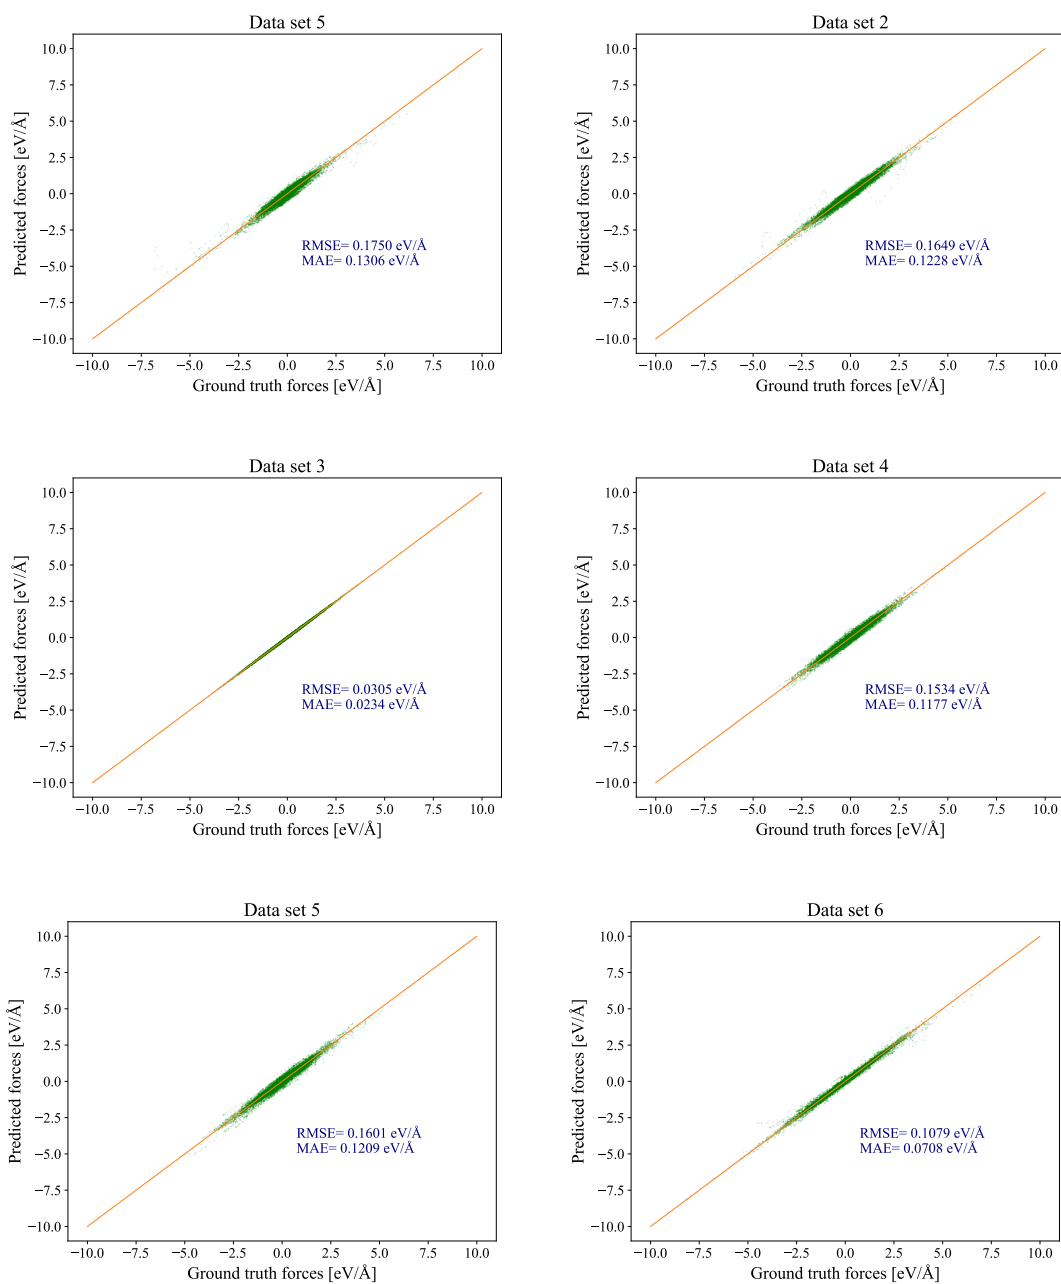 Data set 5
10.0
7.5
5.0
2.5
0.0
−2.5
−5.0
−7.5
−10.0
Predicted forces [eV/Å]
RMSE= 0.1750 eV/Å
MAE= 0.1306 eV/Å
−10.0 −7.5 −5.0 −2.5 0.0 2.5 5.0 7.5 10.0
Ground truth forces [eV/Å]
Data set 2
10.0
7.5
5.0
2.5
0.0
−2.5
−5.0
−7.5
−10.0
Predicted forces [eV/Å]
RMSE= 0.1649 eV/Å
MAE= 0.1228 eV/Å
−10.0 −7.5 −5.0 −2.5 0.0 2.5 5.0 7.5 10.0
Ground truth forces [eV/Å]
Data set 3
10.0
7.5
5.0
2.5
0.0
−2.5
−5.0
−7.5
−10.0
Predicted forces [eV/Å]
RMSE= 0.0305 eV/Å
MAE= 0.0234 eV/Å
−10.0 −7.5 −5.0 −2.5 0.0 2.5 5.0 7.5 10.0
Ground truth forces [eV/Å]
Data set 4
10.0
7.5
5.0
2.5
0.0
−2.5
−5.0
−7.5
−10.0
Predicted forces [eV/Å]
RMSE= 0.1534 eV/Å
MAE= 0.1177 eV/Å
−10.0 −7.5 −5.0 −2.5 0.0 2.5 5.0 7.5 10.0
Ground truth forces [eV/Å]
Data set 5
10.0
7.5
5.0
2.5
0.0
−2.5
−5.0
−7.5
−10.0
Predicted forces [eV/Å]
RMSE= 0.1601 eV/Å
MAE= 0.1209 eV/Å
−10.0 −7.5 −5.0 −2.5 0.0 2.5 5.0 7.5 10.0
Ground truth forces [eV/Å]
Data set 6
10.0
7.5
5.0
2.5
0.0
−2.5
−5.0
−7.5
−10.0
Predicted forces [eV/Å]
RMSE= 0.1079 eV/Å
MAE= 0.0708 eV/Å
−10.0 −7.5 −5.0 −2.5 0.0 2.5 5.0 7.5 10.0
Ground truth forces [eV/Å]